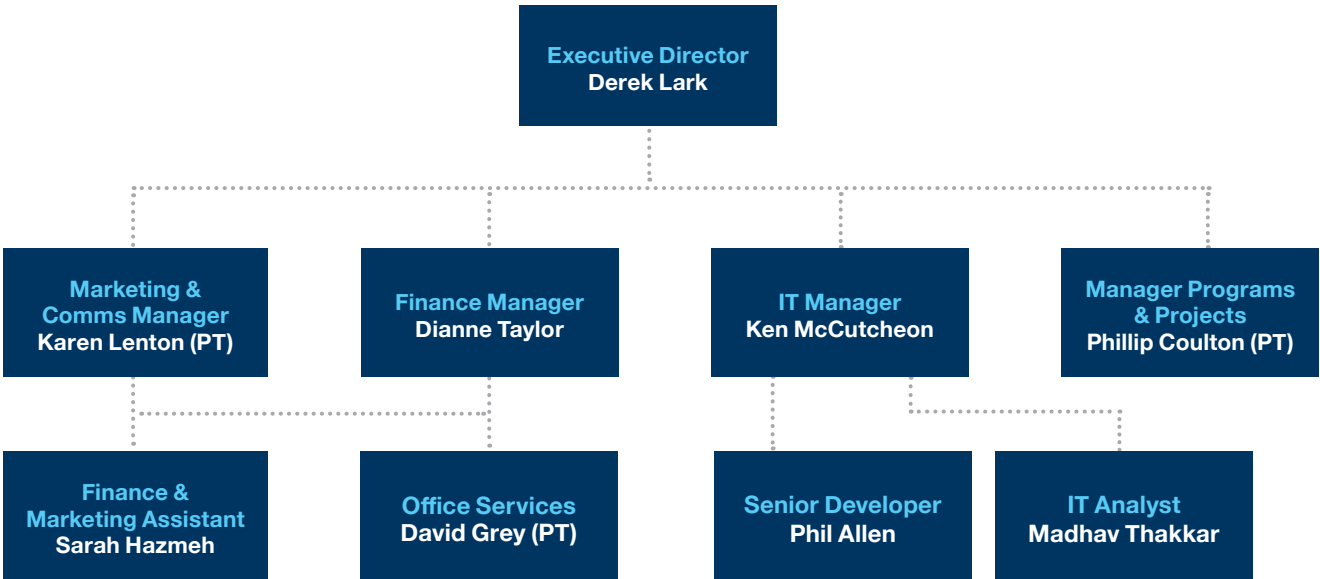 Executive Director
Derek Lark
Marketing &
Comms Manager
Karen Lenton (PT)
Finance Manager
Dianne Taylor
IT Manager
Ken McCutcheon
Manager Programs
& Projects
Phillip Coulton (PT)
Finance &
Marketing Assistant
Sarah Hazmeh
Office Services
David Grey (PT)
Senior Developer
Phil Allen
IT Analyst
Madhav Thakkar